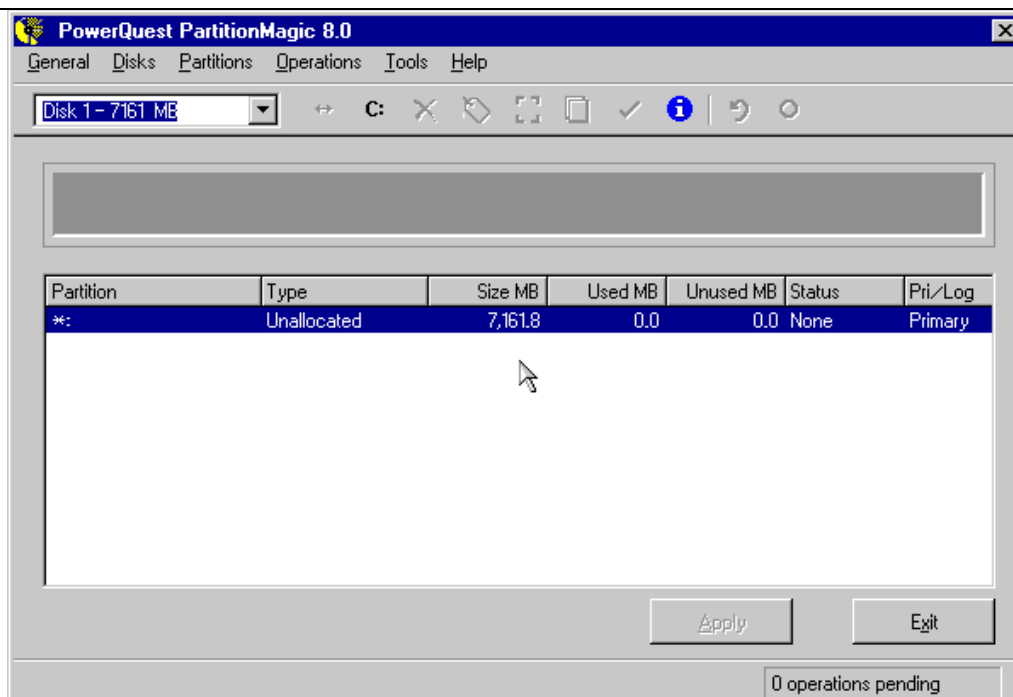 PowerQuest PartitionMagic 8.0
General Disks Partitions Operations Tools Help
Disk 1 - 7161 MB C:
Partition Type Size MB Used MB Unused MB Status Pri/Log
*: Unallocated 7,161.8 0.0 0.0 None Primary
Apply Exit
0 operations pending